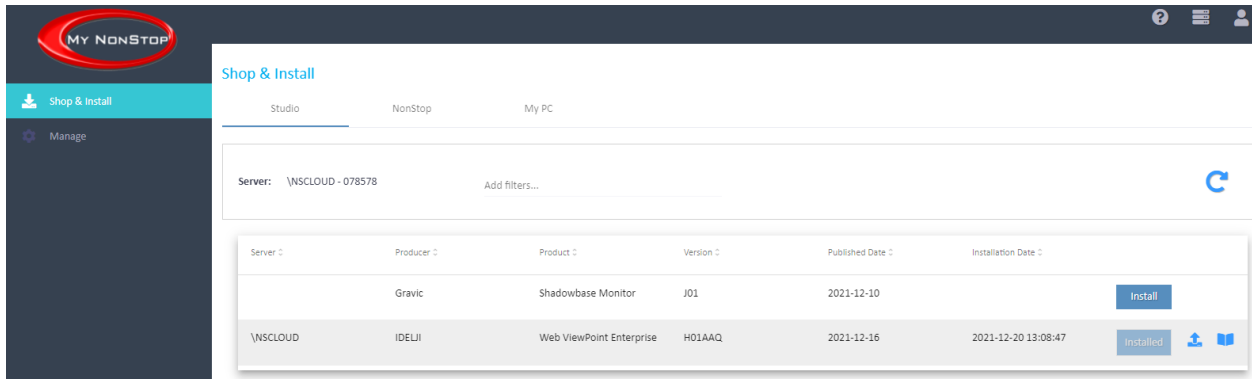 MY NONSTOP
Shop & Install
Manage
Shop & Install
Studio NonStop My PC
Server: \NSCLOUD - 078578 Add filters...
Server Producer Product Version Published Date Installation Date
Gravic Shadowbase Monitor J01 2021-12-10 Install
\NSCLOUD IDELJI Web ViewPoint Enterprise H01AAQ 2021-12-16 2021-12-20 13:08:47 Installed